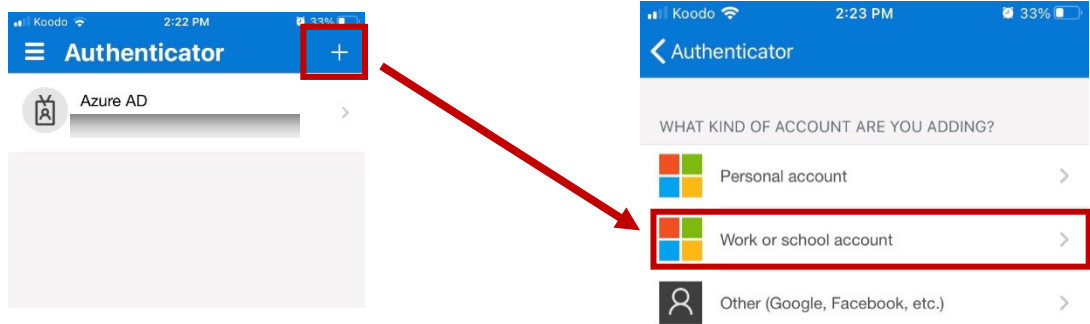 Koodo 2:22 PM 33%
Authenticator +
Azure AD
Koodo 2:23 PM 33%
Authenticator
WHAT KIND OF ACCOUNT ARE YOU ADDING?
Personal account
Work or school account
Other (Google, Facebook, etc.)